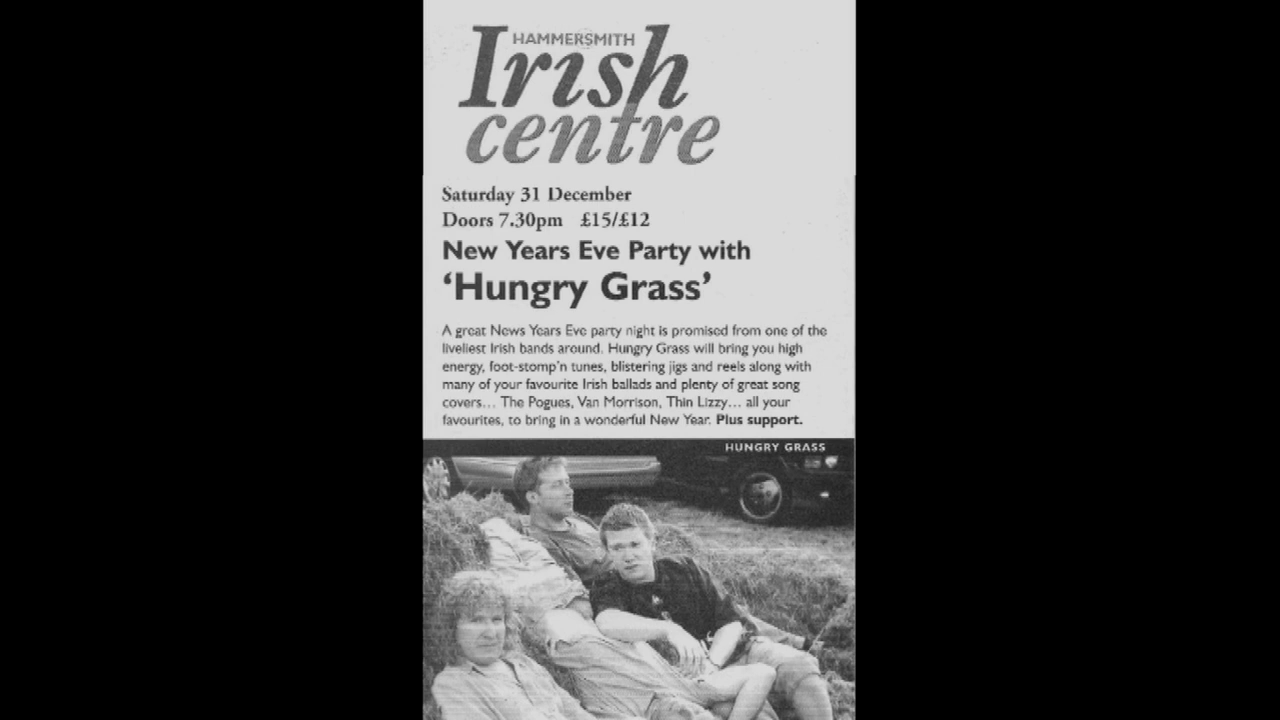 HAMMERSMITH
Irish
centre
Saturday 31 December
Doors 7.30pm £15/£12
New Years Eve Party with
‘Hungry Grass’
A great News Years Eve party night is promised from one of the
liveliest Irish bands around. Hungry Grass will bring you high
energy, foot-stomp'n tunes, blistering jigs and reels along with
many of your favourite Irish ballads and plenty of great song
covers... The Pogues, Van Morrison, Thin Lizzy... all your
favourites, to bring in a wonderful New Year. Plus support.
HUNGRY GRASS